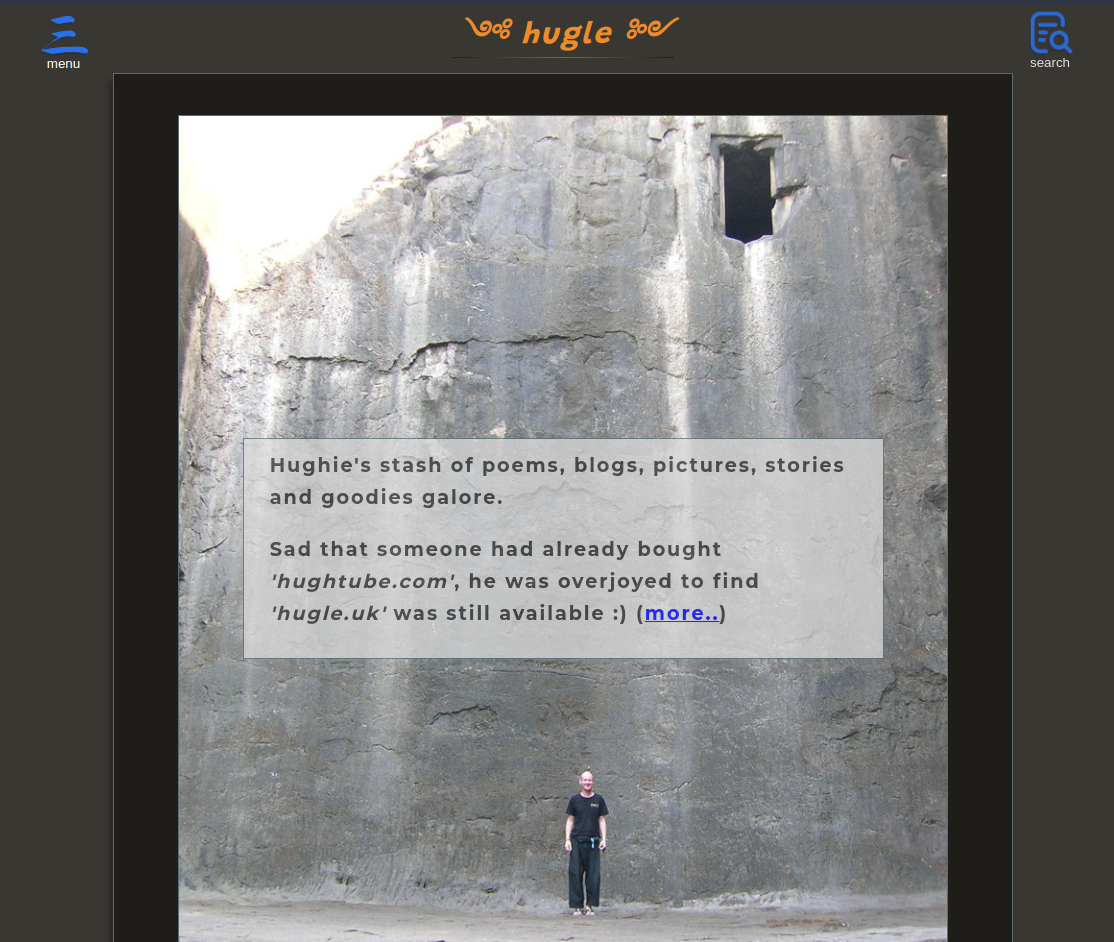 hugle
menu
search
Hughie's stash of poems, blogs, pictures, stories
and goodies galore.
Sad that someone had already bought
'hughtube.com', he was overjoyed to find
'hugle.uk' was still available :) (more..)